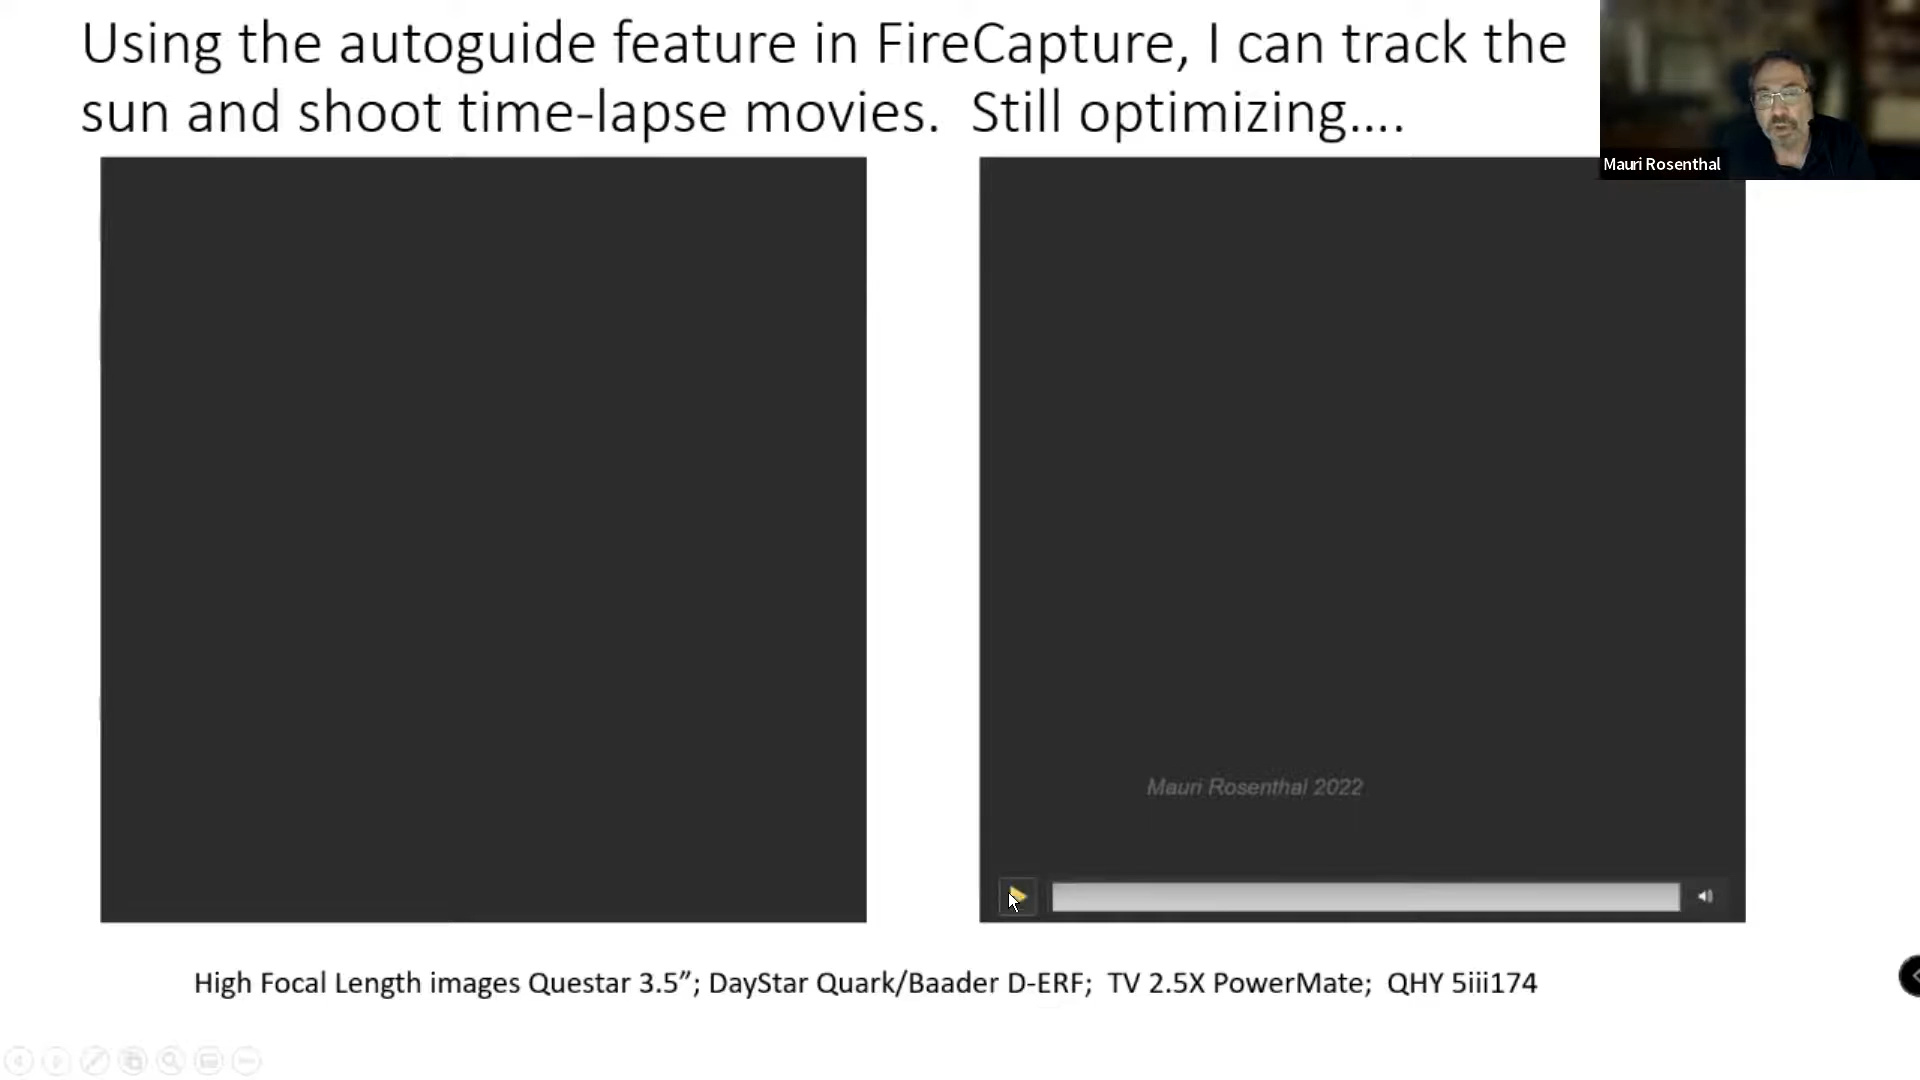 Using the autoguide feature in FireCapture, I can track the
sun and shoot time-lapse movies.  Still optimizing....
Mauri Rosenthal
Mauri Rosenthal 2022
High Focal Length images Questar 3.5″; DayStar Quark/Baader D-ERF;  TV 2.5X PowerMate;  QHY 5iii174